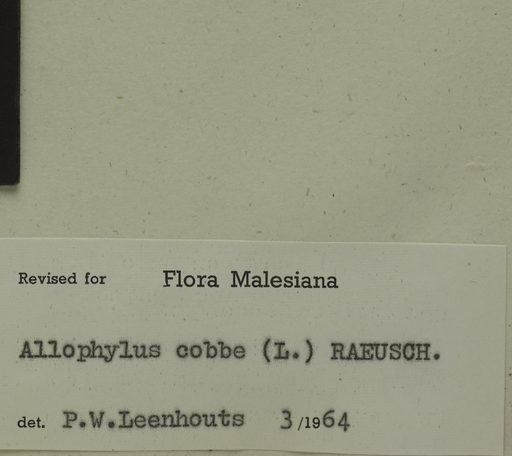 Revised for Flora Malesiana
Allophylus cobbe (L.) RAEUSCH.
det. P.W.Leenhouts 3/1964